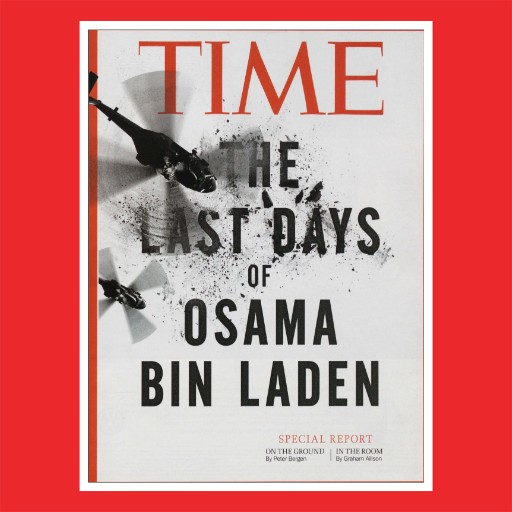 TIME
THE
LAST DAYS
OF
OSAMA
BIN LADEN
SPECIAL REPORT
ON THE GROUND
By Peter Bergen
IN THE ROOM
By Graham Allison